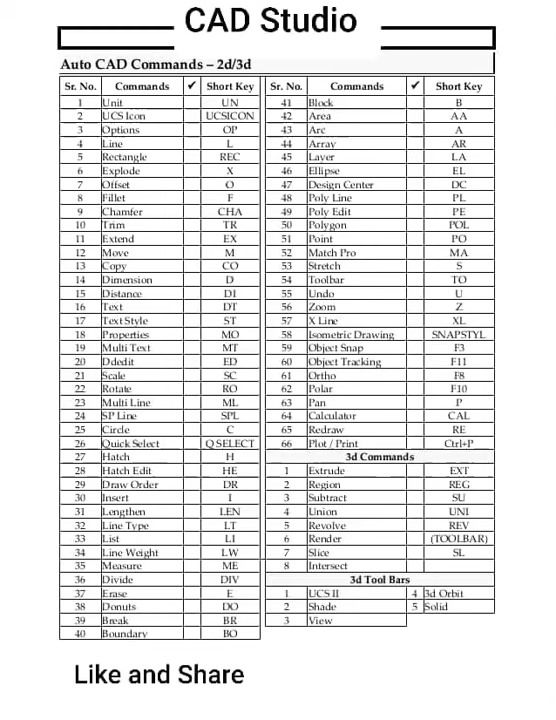 CAD Studio
Auto CAD Commands – 2d/3d
Sr. No. Commands ✔ Short Key
1 Unit UN
2 UCS Icon UCSICON
3 Options OP
4 Line L
5 Rectangle REC
6 Explode X
7 Offset O
8 Fillet F
9 Chamfer CHA
10 Trim TR
11 Extend EX
12 Move M
13 Copy CO
14 Dimension D
15 Distance DI
16 Text DT
17 Text Style ST
18 Properties MO
19 Multi Text MT
20 Ddedit ED
21 Scale SC
22 Rotate RO
23 Multi Line ML
24 SP Line SPL
25 Circle C
26 Quick Select QSELECT
27 Hatch H
28 Hatch Edit HE
29 Draw Order DR
30 Insert I
31 Lengthen LEN
32 Line Type LT
33 List LI
34 Line Weight LW
35 Measure ME
36 Divide DIV
37 Erase E
38 Donuts DO
39 Break BR
40 Boundary BO
Sr. No. Commands ✔ Short Key
41 Block B
42 Area AA
43 Arc A
44 Array AR
45 Layer LA
46 Ellipse EL
47 Design Center DC
48 Poly Line PL
49 Poly Edit PE
50 Polygon POL
51 Point PO
52 Match Pro MA
53 Stretch S
54 Toolbar TO
55 Undo U
56 Zoom Z
57 X Line XL
58 Isometric Drawing SNAPSTYL
59 Object Snap F3
60 Object Tracking F11
61 Ortho F8
62 Polar F10
63 Pan P
64 Calculator CAL
65 Redraw RE
66 Plot / Print Ctrl+P
3d Commands
1 Extrude EXT
2 Region REG
3 Subtract SU
4 Union UNI
5 Revolve REV
6 Render (TOOLBAR)
7 Slice SL
8 Intersect
3d Tool Bars
1 UCS II 4 3d Orbit
2 Shade 5 Solid
3 View
Like and Share